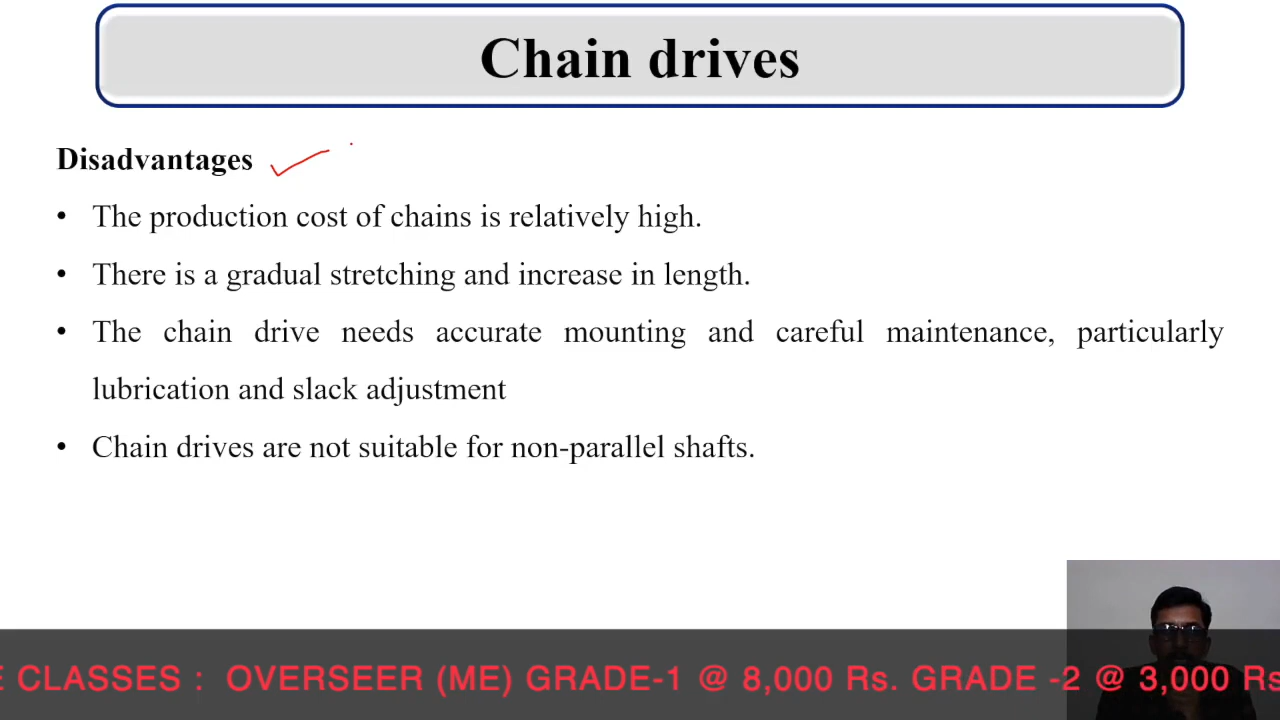 Chain drives
Disadvantages
• The production cost of chains is relatively high.
• There is a gradual stretching and increase in length.
• The chain drive needs accurate mounting and careful maintenance, particularly
lubrication and slack adjustment
• Chain drives are not suitable for non-parallel shafts.
E CLASSES : OVERSEER (ME) GRADE-1 @ 8,000 Rs. GRADE -2 @ 3,000 Rs